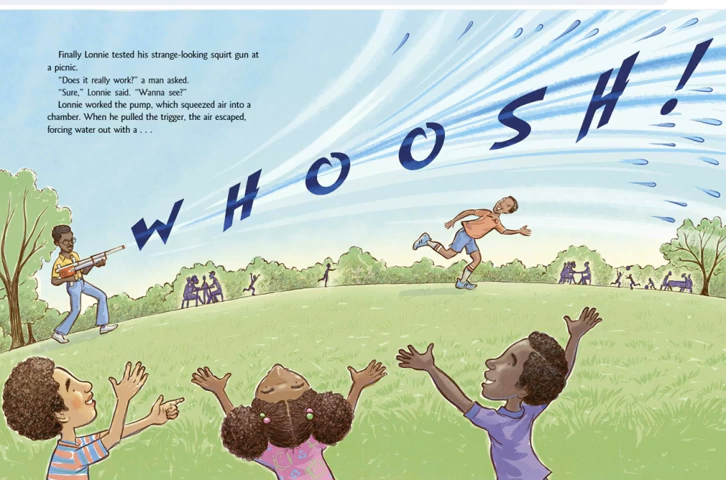 Finally Lonnie tested his strange-looking squirt gun at
a picnic.
“Does it really work?” a man asked.
“Sure,” Lonnie said. “Wanna see?”
Lonnie worked the pump, which squeezed air into a
chamber. When he pulled the trigger, the air escaped,
forcing water out with a . . .
WHOOSH!